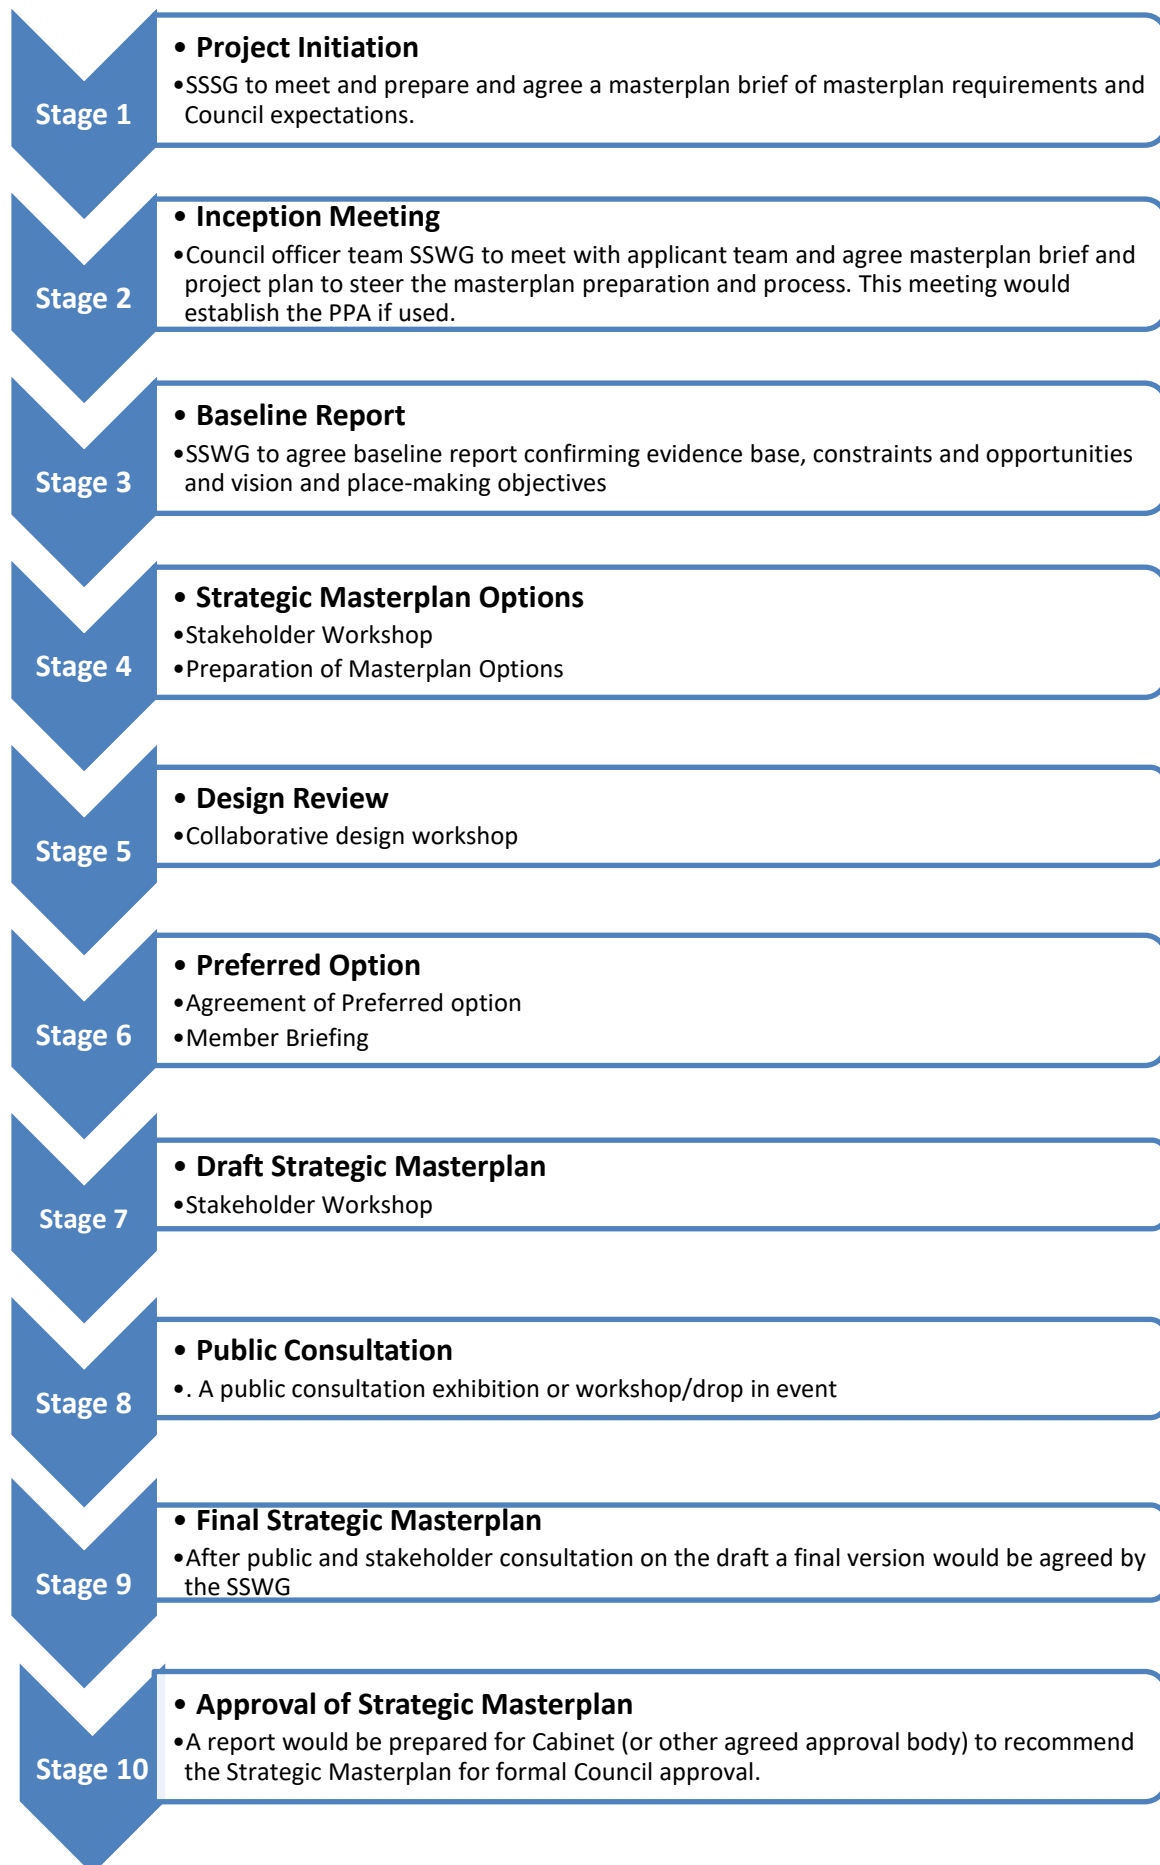 Stage 1
• Project Initiation
•SSSG to meet and prepare and agree a masterplan brief of masterplan requirements and
Council expectations.
Stage 2
• Inception Meeting
•Council officer team SSWG to meet with applicant team and agree masterplan brief and
project plan to steer the masterplan preparation and process. This meeting would
establish the PPA if used.
Stage 3
• Baseline Report
•SSWG to agree baseline report confirming evidence base, constraints and opportunities
and vision and place-making objectives
Stage 4
• Strategic Masterplan Options
•Stakeholder Workshop
•Preparation of Masterplan Options
Stage 5
• Design Review
•Collaborative design workshop
Stage 6
• Preferred Option
•Agreement of Preferred option
•Member Briefing
Stage 7
• Draft Strategic Masterplan
•Stakeholder Workshop
Stage 8
• Public Consultation
•. A public consultation exhibition or workshop/drop in event
Stage 9
• Final Strategic Masterplan
•After public and stakeholder consultation on the draft a final version would be agreed by
the SSWG
Stage 10
• Approval of Strategic Masterplan
•A report would be prepared for Cabinet (or other agreed approval body) to recommend
the Strategic Masterplan for formal Council approval.